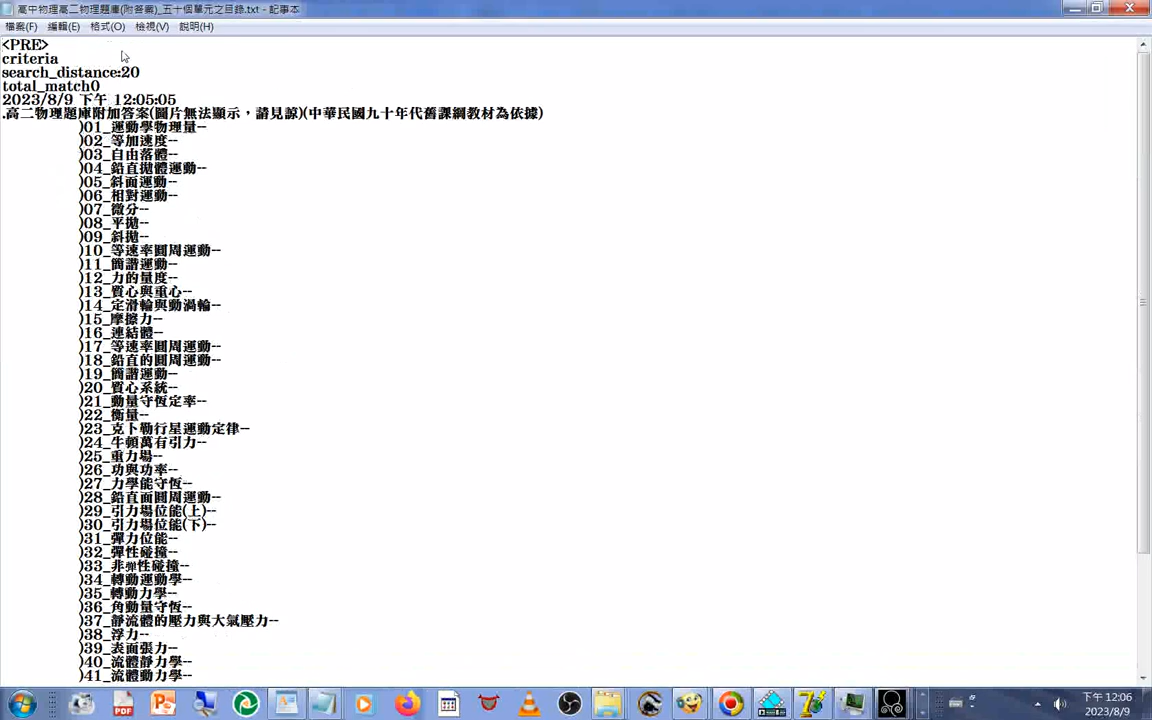 高中物理高二物理題庫(附答案)_五十個單元之目錄.txt - 記事本
檔案(F) 編輯(E) 格式(O) 檢視(V) 說明(H)
<PRE>
criteria
search_distance:20
total_match0
2023/8/9 下午 12:05:05
.高二物理題庫附加答案(圖片無法顯示，請見諒)(中華民國九十年代舊課綱教材為依據)
)01_運動學物理量--
)02_等加速度--
)03_自由落體--
)04_鉛直拋體運動--
)05_斜面運動--
)06_相對運動--
)07_微分--
)08_平拋--
)09_斜拋--
)10_等速率圓周運動--
)11_簡諧運動--
)12_力的量度--
)13_質心與重心--
)14_定滑輪與動渦輪--
)15_摩擦力--
)16_連結體--
)17_等速率圓周運動--
)18_鉛直的圓周運動--
)19_簡諧運動--
)20_質心系統--
)21_動量守恆定率--
)22_衡量--
)23_克卜勒行星運動定律--
)24_牛頓萬有引力--
)25_重力場--
)26_功與功率--
)27_力學能守恆--
)28_鉛直面圓周運動--
)29_引力場位能(上)--
)30_引力場位能(下)--
)31_彈力位能--
)32_彈性碰撞--
)33_非弹性碰撞--
)34_轉動運動學--
)35_轉動力學--
)36_角動量守恆--
)37_靜流體的壓力與大氣壓力--
)38_浮力--
)39_表面張力--
)40_流體靜力學--
)41_流體動力學--
下午 12:06
2023/8/9